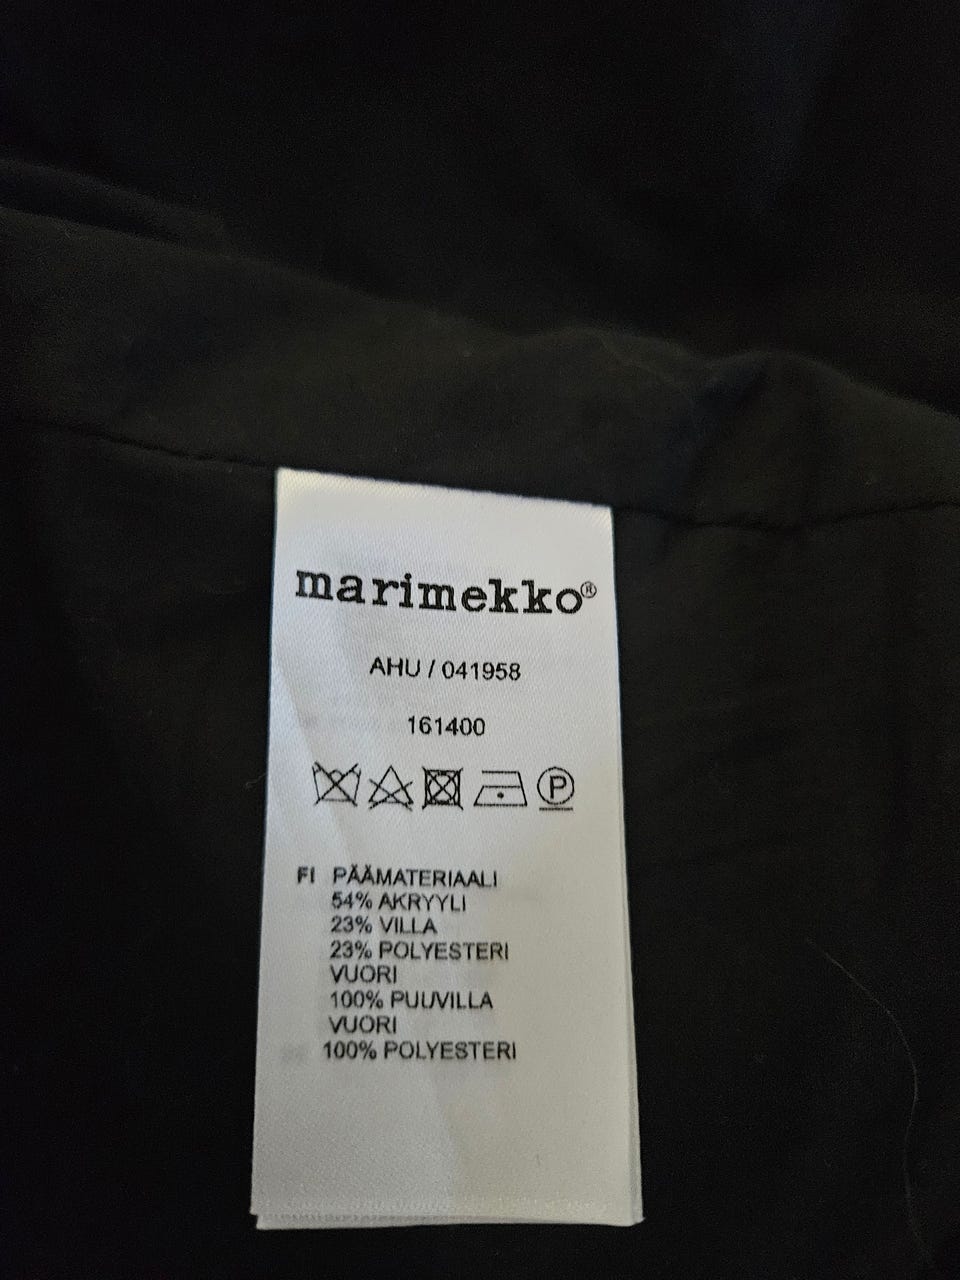 marimekko®
AHU / 041958
161400
P
FI PÄÄMATERIAALI
54% AKRYYLI
23% VILLA
23% POLYESTERI
VUORI
100% PUUVILLA
VUORI
100% POLYESTERI